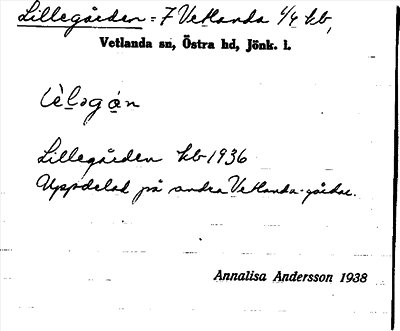 Lillegården = 7 Vetlanda 1/4 kb,
Vetlanda sn, Östra hd, Jönk. l.
Lillegården kb 1936
Uppdelad på andra Vetlanda-gårdar.
Annalisa Andersson 1938